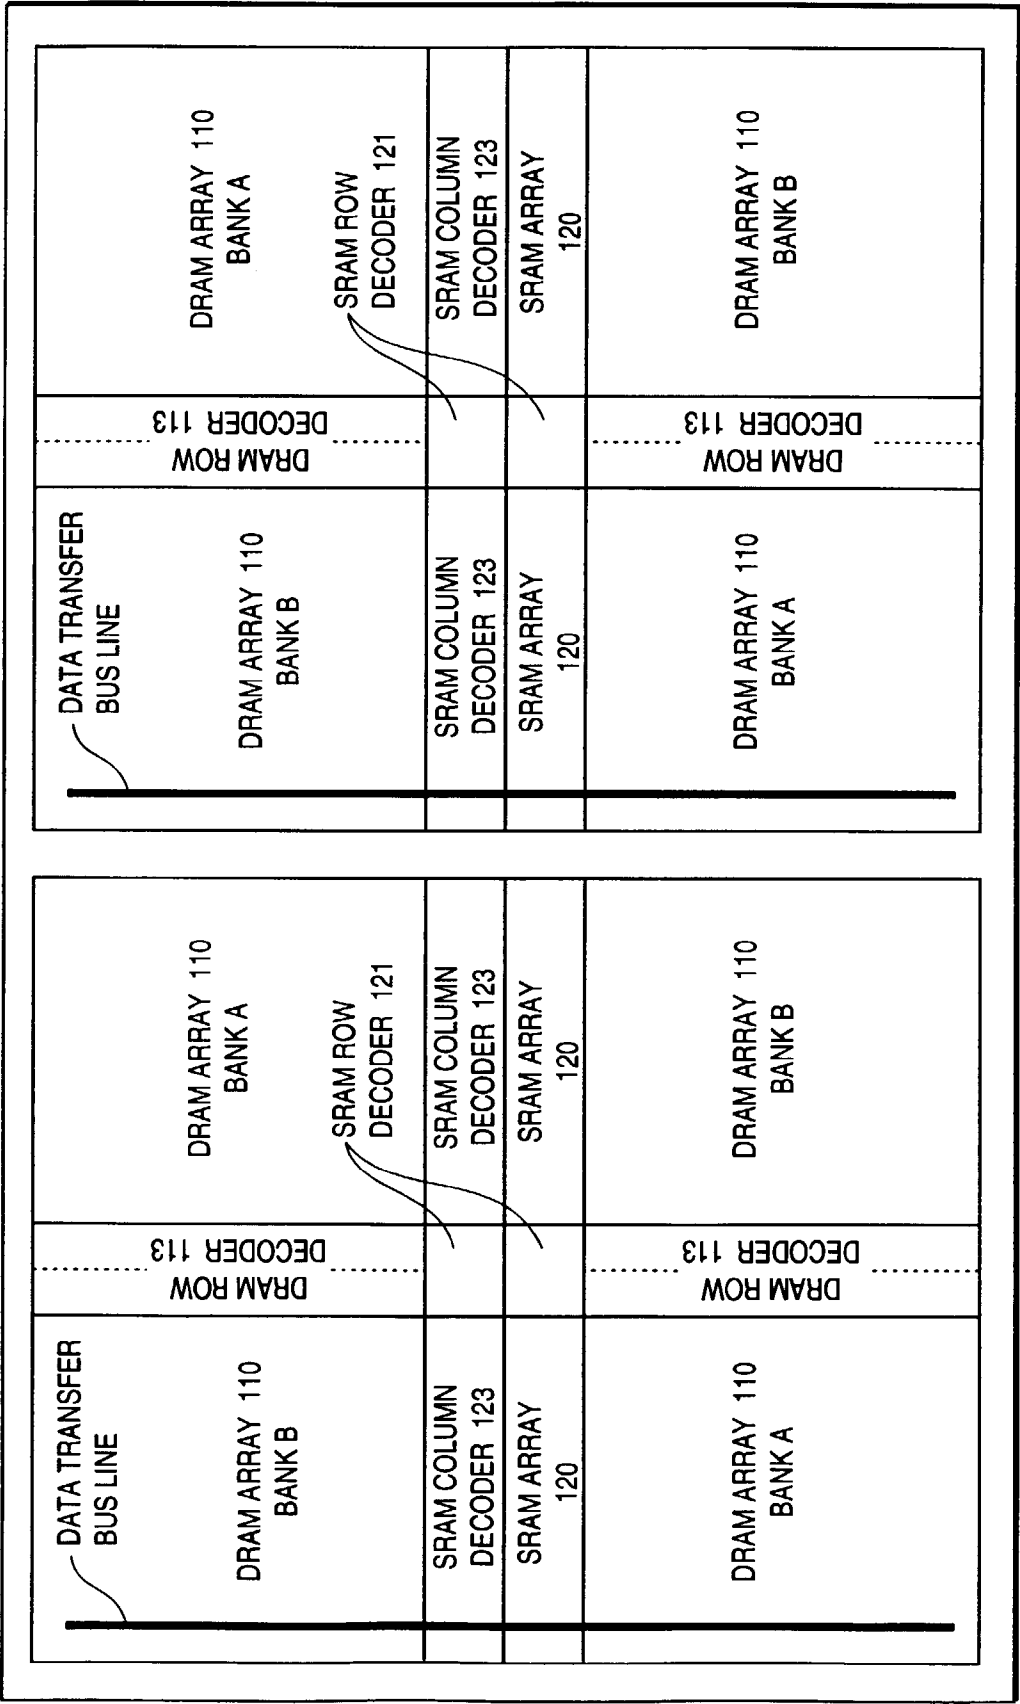 DATA TRANSFER
BUS LINE
DRAM ARRAY 110
BANK B
DRAM ROW
DECODER 113
DRAM ARRAY 110
BANK A
SRAM ROW
DECODER 121
SRAM COLUMN
DECODER 123
SRAM COLUMN
DECODER 123
SRAM ARRAY
120
SRAM ARRAY
120
DRAM ARRAY 110
BANK A
DRAM ROW
DECODER 113
DRAM ARRAY 110
BANK B
DATA TRANSFER
BUS LINE
DRAM ARRAY 110
BANK B
DRAM ROW
DECODER 113
DRAM ARRAY 110
BANK A
SRAM ROW
DECODER 121
SRAM COLUMN
DECODER 123
SRAM COLUMN
DECODER 123
SRAM ARRAY
120
SRAM ARRAY
120
DRAM ARRAY 110
BANK A
DRAM ROW
DECODER 113
DRAM ARRAY 110
BANK B